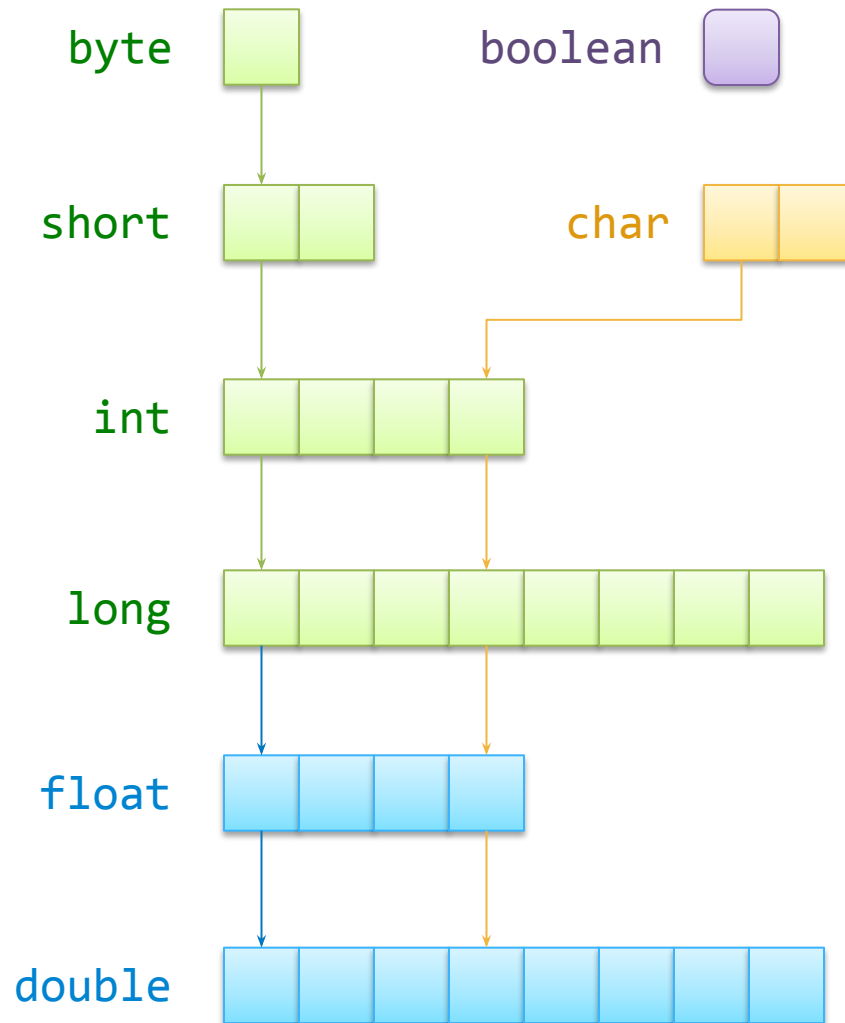 byte boolean
short char
int
long
float
double